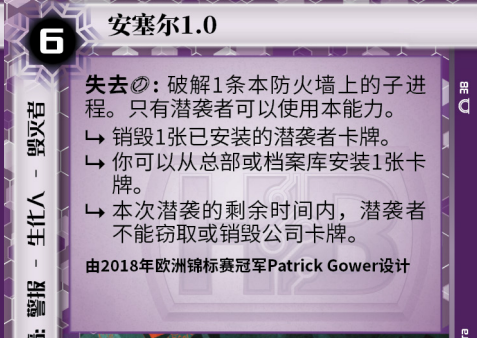 6
安塞尔1.0
失去: 破解1条本防火墙上的子进
程。只有潜袭者可以使用本能力。
↳ 销毁1张已安装的潜袭者卡牌。
↳ 你可以从总部或档案库安装1张卡
牌。
↳ 本次潜袭的剩余时间内，潜袭者
不能窃取或销毁公司卡牌。
由2018年欧洲锦标赛冠军Patrick Gower设计
警报 - 生化人 - 毁灭者
38